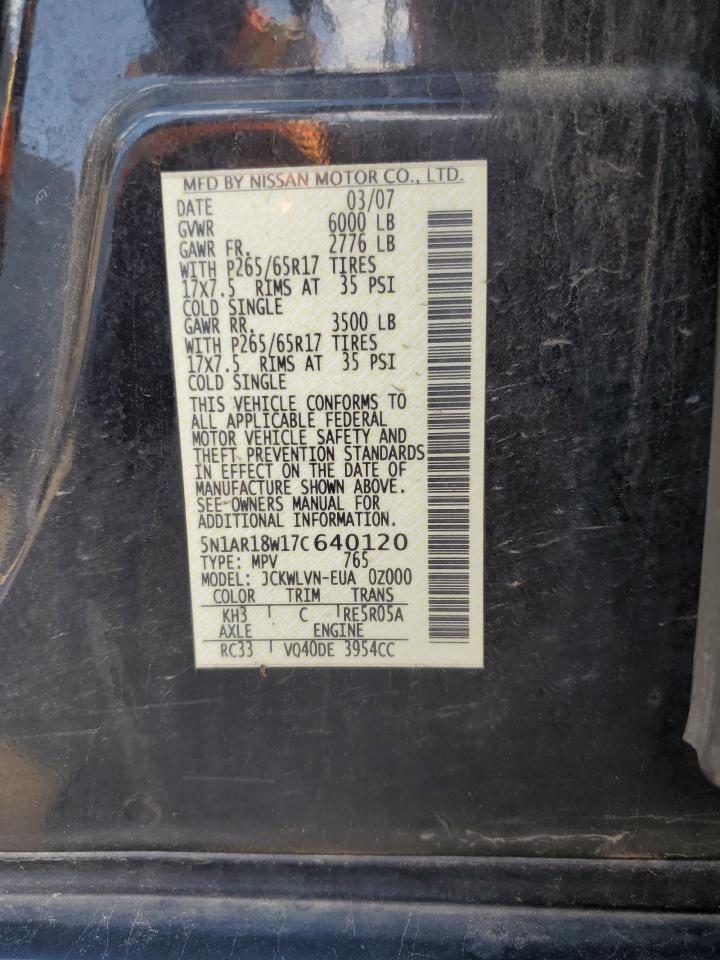 MFD BY NISSAN MOTOR CO., LTD.
DATE 03/07
GVWR 6000 LB
GAWR FR. 2776 LB
WITH P265/65R17 TIRES
17X7.5 RIMS AT 35 PSI
COLD SINGLE
GAWR RR. 3500 LB
WITH P265/65R17 TIRES
17X7.5 RIMS AT 35 PSI
COLD SINGLE
THIS VEHICLE CONFORMS TO
ALL APPLICABLE FEDERAL
MOTOR VEHICLE SAFETY AND
THEFT PREVENTION STANDARDS
IN EFFECT ON THE DATE OF
MANUFACTURE SHOWN ABOVE.
SEE OWNERS MANUAL FOR
ADDITIONAL INFORMATION.
5N1AR18W17C640120
TYPE: MPV 765
MODEL: JCKWLVN-EUA 0Z000
COLOR TRIM TRANS
KH3 C RE5R05A
AXLE ENGINE
RC33 VQ40DE 3954CC